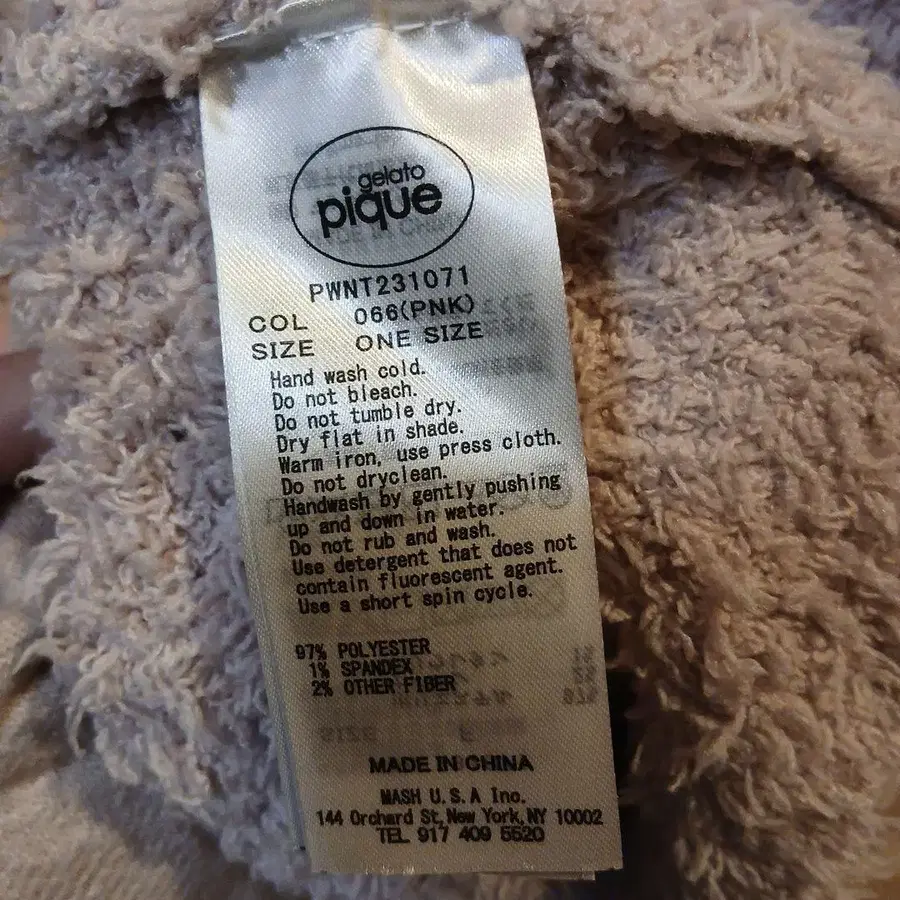 gelato
pique
PWNT231071
COL 066(PNK)
SIZE ONE SIZE
Hand wash cold.
Do not bleach.
Do not tumble dry.
Dry flat in shade.
Warm iron, use press cloth.
Do not dryclean.
Handwash by gently pushing
up and down in water.
Do not rub and wash.
Use detergent that does not
contain fluorescent agent.
Use a short spin cycle.
97% POLYESTER
1% SPANDEX
2% OTHER FIBER
MADE IN CHINA
MASH U.S.A Inc.
144 Orchard St, New York, NY 10002
TEL 917 409 5520